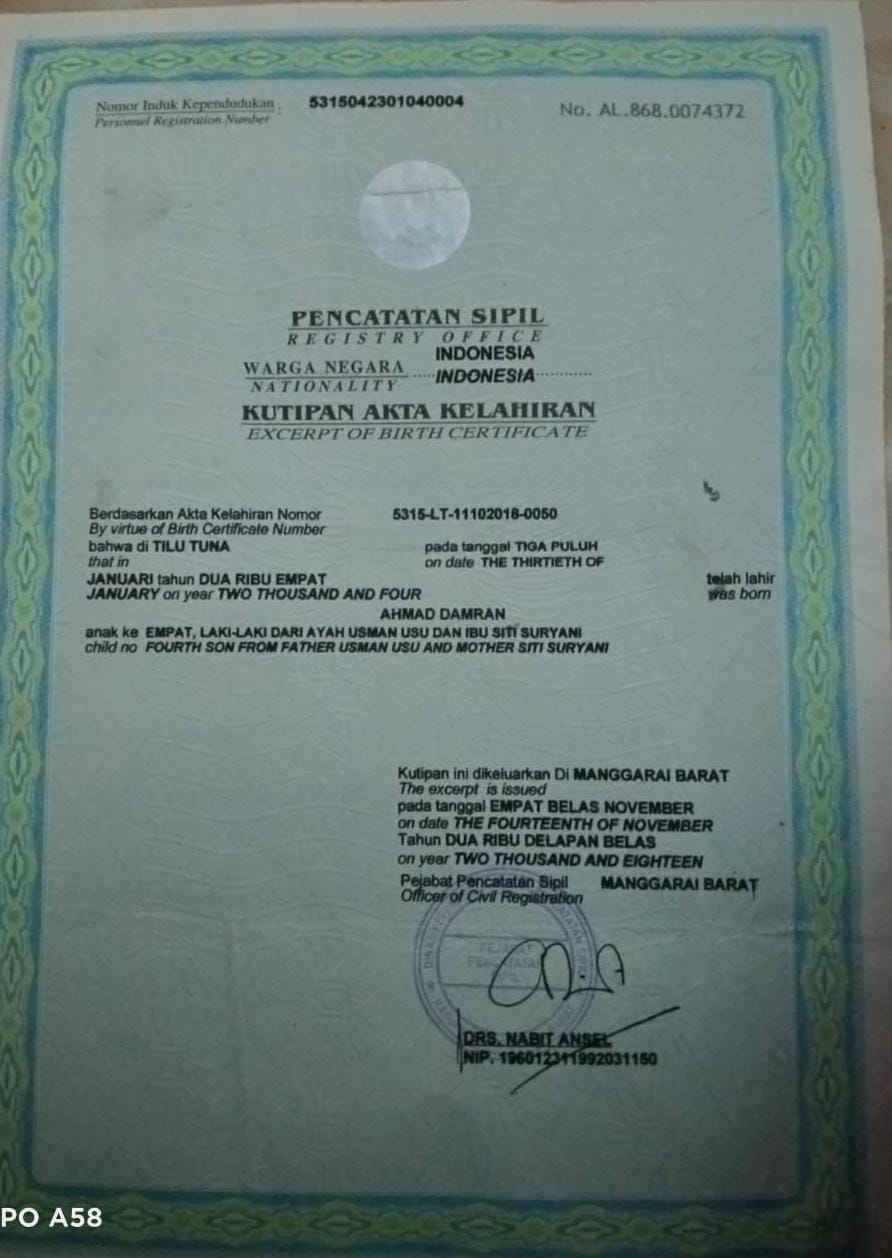 Nomor Induk Kependudukan : 5315042301040004
Personnel Registration Number
No. AL.868.0074372
PENCATATAN SIPIL
REGISTRY OFFICE
INDONESIA
WARGA NEGARA
NATIONALITY ·····INDONESIA···········
KUTIPAN AKTA KELAHIRAN
EXCERPT OF BIRTH CERTIFICATE
Berdasarkan Akta Kelahiran Nomor 5315-LT-11102018-0050
By virtue of Birth Certificate Number
bahwa di TILU TUNA pada tanggal TIGA PULUH
that in on date THE THIRTIETH OF
JANUARI tahun DUA RIBU EMPAT telah lahir
JANUARY on year TWO THOUSAND AND FOUR was born
AHMAD DAMRAN
anak ke EMPAT, LAKI-LAKI DARI AYAH USMAN USU DAN IBU SITI SURYANI
child no FOURTH SON FROM FATHER USMAN USU AND MOTHER SITI SURYANI
Kutipan ini dikeluarkan Di MANGGARAI BARAT
The excerpt is issued
pada tanggal EMPAT BELAS NOVEMBER
on date THE FOURTEENTH OF NOVEMBER
Tahun DUA RIBU DELAPAN BELAS
on year TWO THOUSAND AND EIGHTEEN
Pejabat Pencatatan Sipil MANGGARAI BARAT
Officer of Civil Registration
PEJABAT
PENCATATAN
SIPIL
DRS. NABIT ANSEL
NIP. 196012311992031150
PO A58